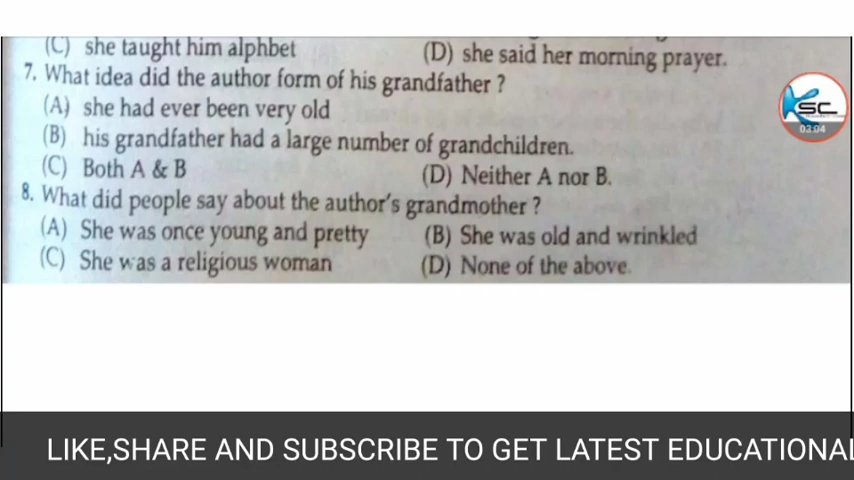 (C) she taught him alphbet (D) she said her morning prayer.
7. What idea did the author form of his grandfather ?
(A) she had ever been very old
(B) his grandfather had a large number of grandchildren.
(C) Both A & B (D) Neither A nor B.
8. What did people say about the author's grandmother ?
(A) She was once young and pretty (B) She was old and wrinkled
(C) She was a religious woman (D) None of the above.
KSC
03:04
LIKE,SHARE AND SUBSCRIBE TO GET LATEST EDUCATIONAL